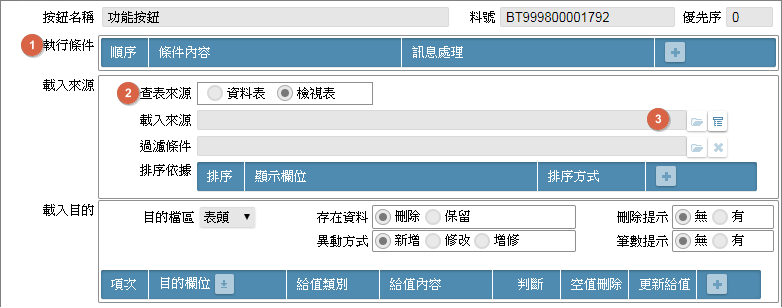 按鈕名稱 功能按鈕 料號 BT999800001792 優先序 0
1 執行條件 順序 條件內容 訊息處理
載入來源 2 查表來源 資料表 檢視表
載入來源 3
過濾條件
排序依據 排序 顯示欄位 排序方式
載入目的 目的檔區 表頭 存在資料 刪除 保留 刪除提示 無 有
異動方式 新增 修改 增修 筆數提示 無 有
項次 目的欄位 給值類別 給值內容 判斷 空值刪除 更新給值